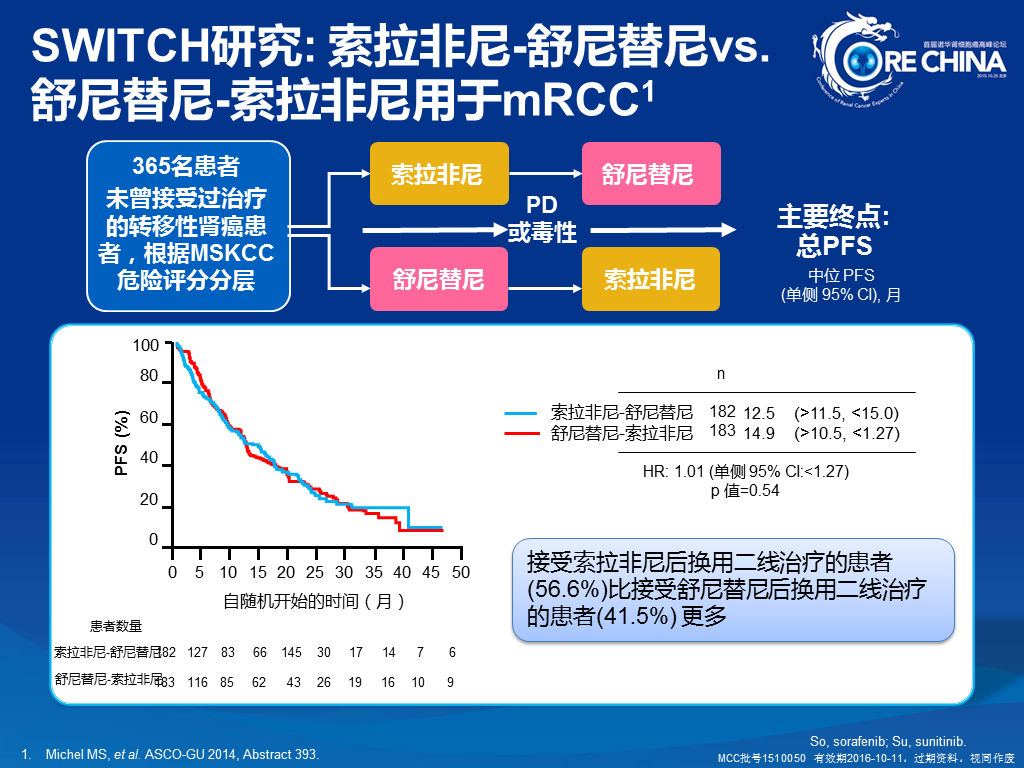 SWITCH研究: 索拉非尼-舒尼替尼vs.
舒尼替尼-索拉非尼用于mRCC1
首届诺华肾细胞癌高峰论坛
CORE CHINA
2015.10.25 北京
Conference of Renal Cancer Experts in China
365名患者
未曾接受过治疗
的转移性肾癌患
者，根据MSKCC
危险评分分层
索拉非尼
舒尼替尼
PD
或毒性
舒尼替尼
索拉非尼
主要终点:
总PFS
中位 PFS
(单侧 95% CI), 月
n
索拉非尼-舒尼替尼 182 12.5 (>11.5, <15.0)
舒尼替尼-索拉非尼 183 14.9 (>10.5, <1.27)
HR: 1.01 (单侧 95% CI:<1.27)
p 值=0.54
PFS (%)
100
80
60
40
20
0
0 5 10 15 20 25 30 35 40 45 50
自随机开始的时间（月）
患者数量
索拉非尼-舒尼替尼 182 127 83 66 145 30 17 14 7 6
舒尼替尼-索拉非尼 183 116 85 62 43 26 19 16 10 9
接受索拉非尼后换用二线治疗的患者
(56.6%)比接受舒尼替尼后换用二线治疗
的患者(41.5%) 更多
1. Michel MS, et al. ASCO-GU 2014, Abstract 393.
So, sorafenib; Su, sunitinib.
MCC批号1510050 有效期2016-10-11，过期资料，视同作废